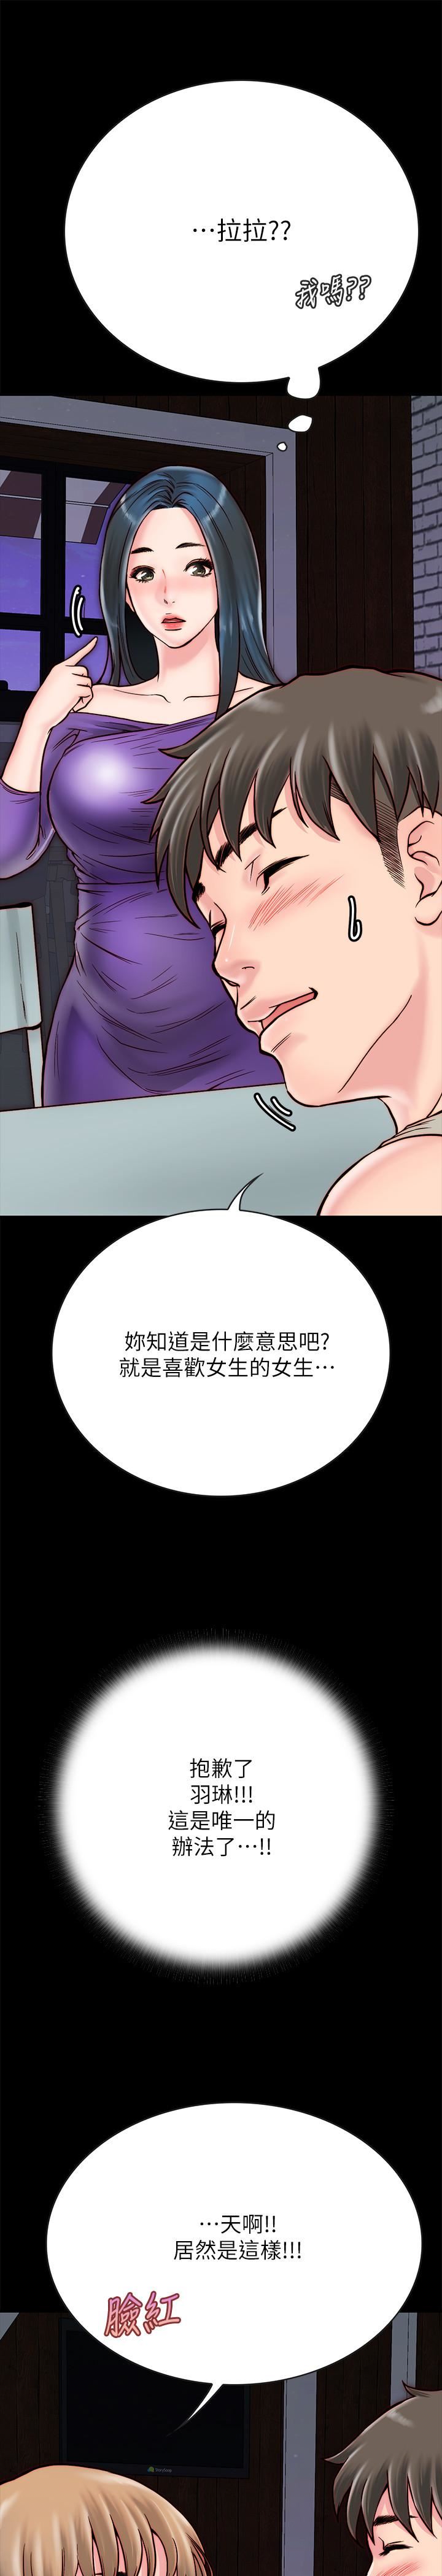 …拉拉??
我嗎??
妳知道是什麼意思吧?
就是喜歡女生的女生…
抱歉了
羽琳!!!
這是唯一的
辦法了…!!
…天啊!!
居然是這樣!!!
臉紅